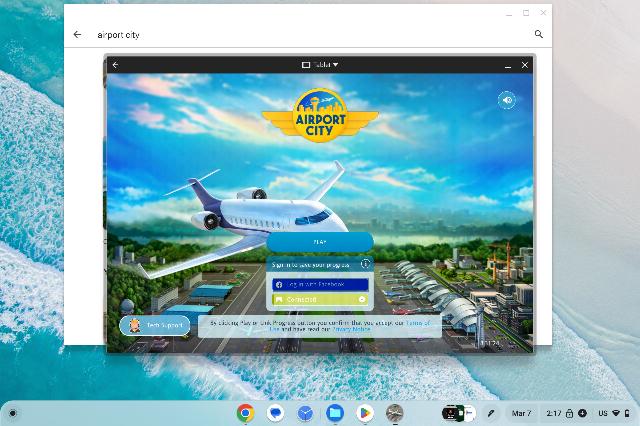 airport city
Tablet
AIRPORT
CITY
PLAY
Sign in to save your progress
Log in with Facebook
Connected
Tech Support
By clicking Play or Link Progress button you confirm that you accept our Terms of
Use and have read our Privacy Notice
Mar 7
2:17
US